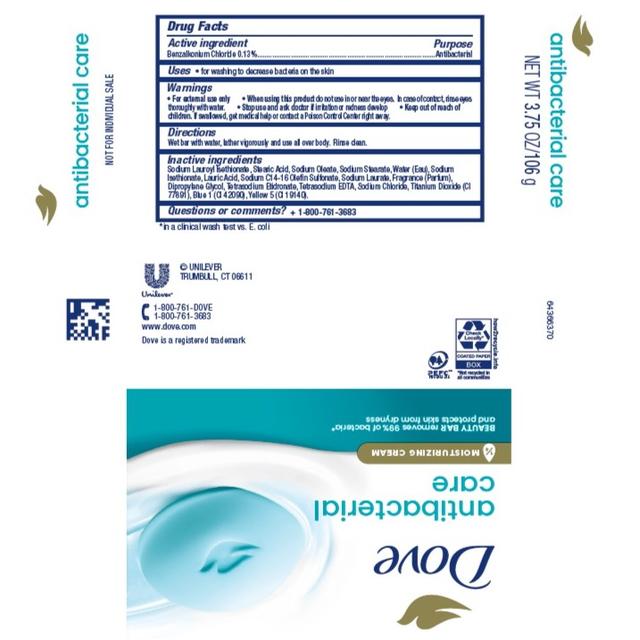 Drug Facts
Active ingredient Purpose
Benzalkonium Chloride 0.13%........Antibacterial
Uses • for washing to decrease bacteria on the skin
Warnings
• For external use only • When using this product do not use in or near the eyes. In case of contact, rinse eyes
thoroughly with water. • Stop use and ask doctor if irritation or redness develop • Keep out of reach of
children. If swallowed, get medical help or contact a Poison Control Center right away.
Directions
Wet bar with water, lather vigorously and use all over body. Rinse clean.
Inactive ingredients
Sodium Lauroyl Isethionate, Stearic Acid, Sodium Oleate, Sodium Stearate, Water (Eau), Sodium
Isethionate, Lauric Acid, Sodium C14-16 Olefin Sulfonate, Sodium Laurate, Fragrance (Parfum),
Dipropylene Glycol, Tetrasodium Etidronate, Tetrasodium EDTA, Sodium Chloride, Titanium Dioxide (CI
77891), Blue 1 (CI 42090), Yellow 5 (CI 19140).
Questions or comments? + 1-800-761-3683
*in a clinical wash test vs. E. coli
antibacterial care
NOT FOR INDIVIDUAL SALE
antibacterial care
NET WT 3.75 OZ/106 g
Unilever
© UNILEVER
TRUMBULL, CT 06611
1-800-761-DOVE
1-800-761-3683
www.dove.com
Dove is a registered trademark
64366370
how2recycle.info
Check
Locally*
COATED PAPER
BOX
*Not recycled in
all communities
Dove
antibacterial
care
¼ MOISTURIZING CREAM
BEAUTY BAR removes 99% of bacteria*
and protects skin from dryness